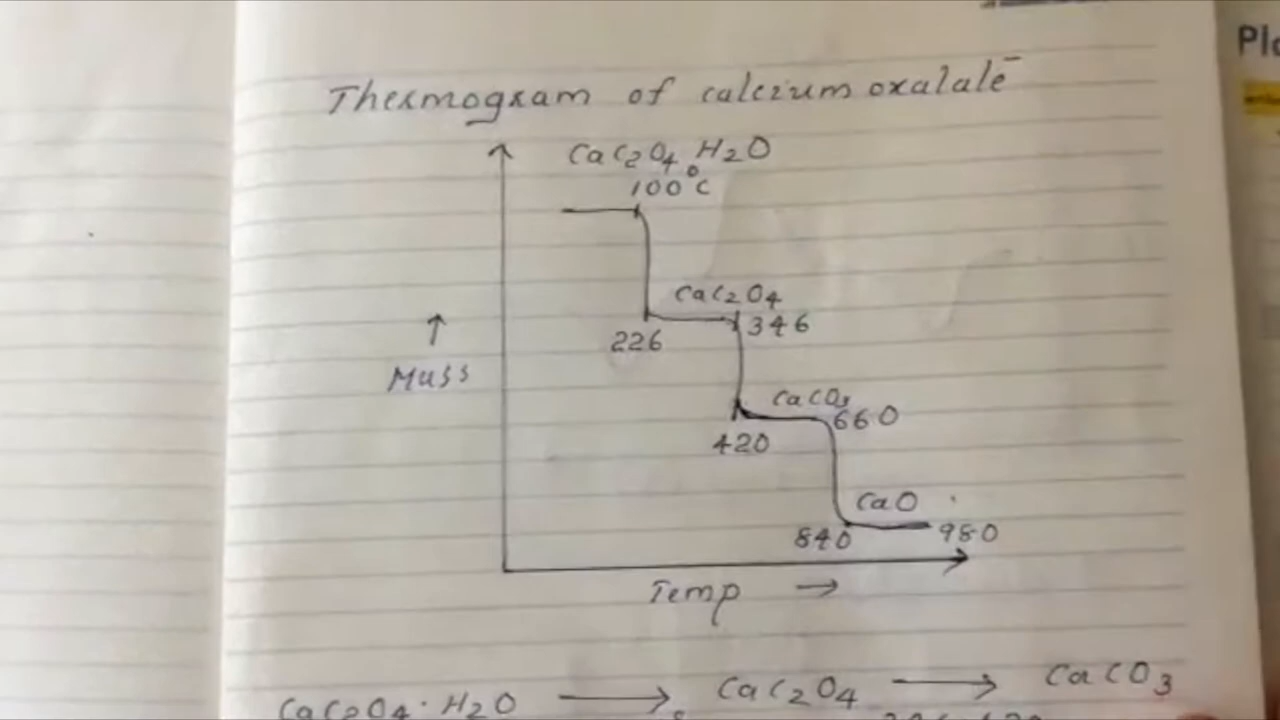 Thermogram of calcium oxalate
CaC2O4 H2O
100°C
CaC2O4
226
346
↑
Mass
CaCO3
660
420
CaO
840
980
Temp →
CaC2O4·H2O → CaC2O4 → CaCO3